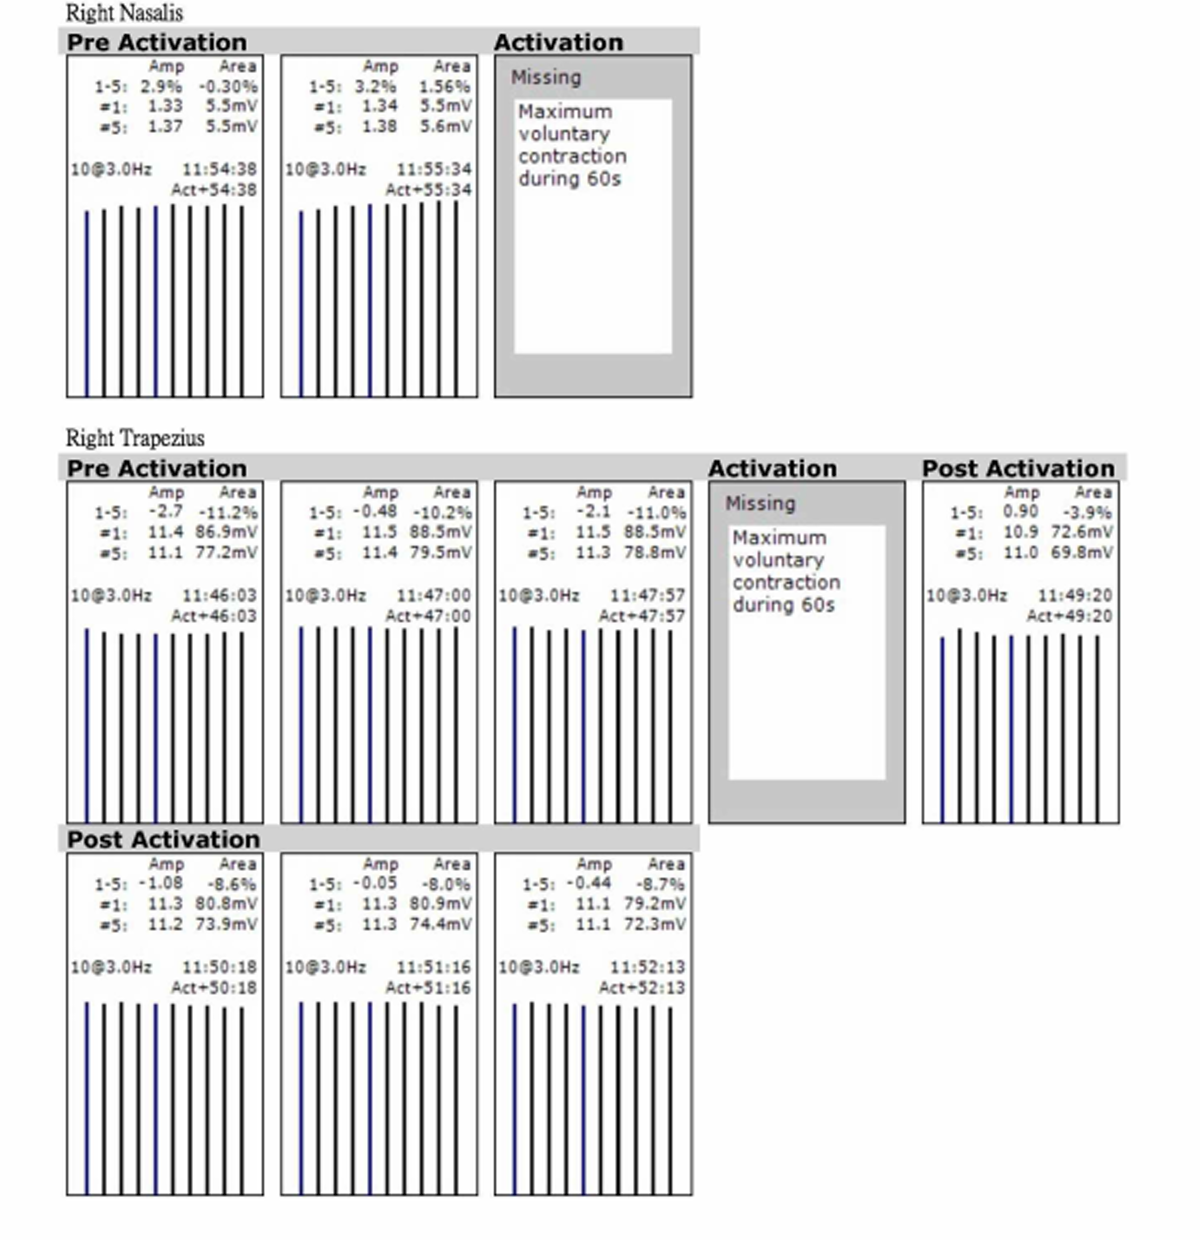 Right Nasalis
Pre Activation Activation
Amp Area
1-5: 2.9% -0.30%
#1: 1.33 5.5mV
#5: 1.37 5.5mV
10@3.0Hz 11:54:38
Act+54:38
Amp Area
1-5: 3.2% 1.56%
#1: 1.34 5.5mV
#5: 1.38 5.6mV
10@3.0Hz 11:55:34
Act+55:34
Missing
Maximum
voluntary
contraction
during 60s
Right Trapezius
Pre Activation Activation Post Activation
Amp Area
1-5: -2.7 -11.2%
#1: 11.4 86.9mV
#5: 11.1 77.2mV
10@3.0Hz 11:46:03
Act+46:03
Amp Area
1-5: -0.48 -10.2%
#1: 11.5 88.5mV
#5: 11.4 79.5mV
10@3.0Hz 11:47:00
Act+47:00
Amp Area
1-5: -2.1 -11.0%
#1: 11.5 88.5mV
#5: 11.3 78.8mV
10@3.0Hz 11:47:57
Act+47:57
Missing
Maximum
voluntary
contraction
during 60s
Amp Area
1-5: 0.90 -3.9%
#1: 10.9 72.6mV
#5: 11.0 69.8mV
10@3.0Hz 11:49:20
Act+49:20
Post Activation
Amp Area
1-5: -1.08 -8.6%
#1: 11.3 80.8mV
#5: 11.2 73.9mV
10@3.0Hz 11:50:18
Act+50:18
Amp Area
1-5: -0.05 -8.0%
#1: 11.3 80.9mV
#5: 11.3 74.4mV
10@3.0Hz 11:51:16
Act+51:16
Amp Area
1-5: -0.44 -8.7%
#1: 11.1 79.2mV
#5: 11.1 72.3mV
10@3.0Hz 11:52:13
Act+52:13